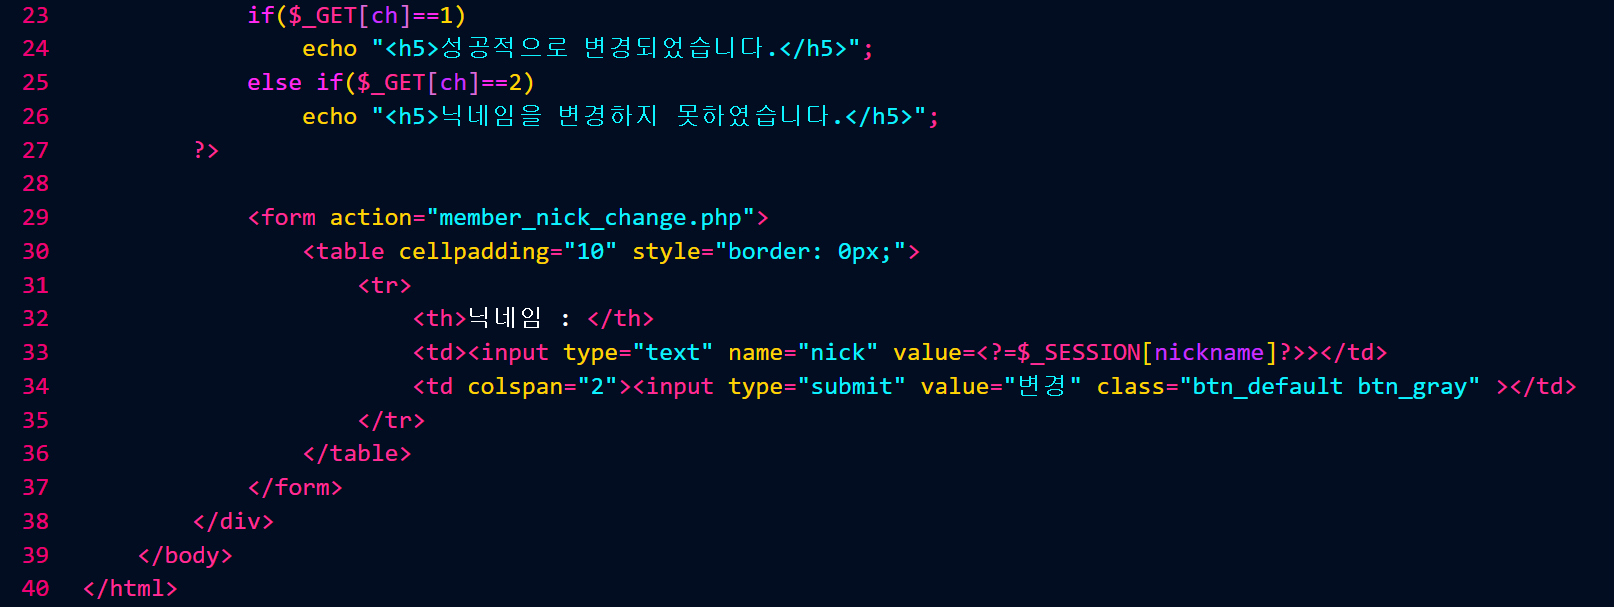 23 if($_GET[ch]==1)
24 echo "<h5>성공적으로 변경되었습니다.</h5>";
25 else if($_GET[ch]==2)
26 echo "<h5>닉네임을 변경하지 못하였습니다.</h5>";
27 ?>
28
29 <form action="member_nick_change.php">
30 <table cellpadding="10" style="border: 0px;">
31 <tr>
32 <th>닉네임 : </th>
33 <td><input type="text" name="nick" value=<?=$_SESSION[nickname]?>></td>
34 <td colspan="2"><input type="submit" value="변경" class="btn_default btn_gray" ></td>
35 </tr>
36 </table>
37 </form>
38 </div>
39 </body>
40 </html>